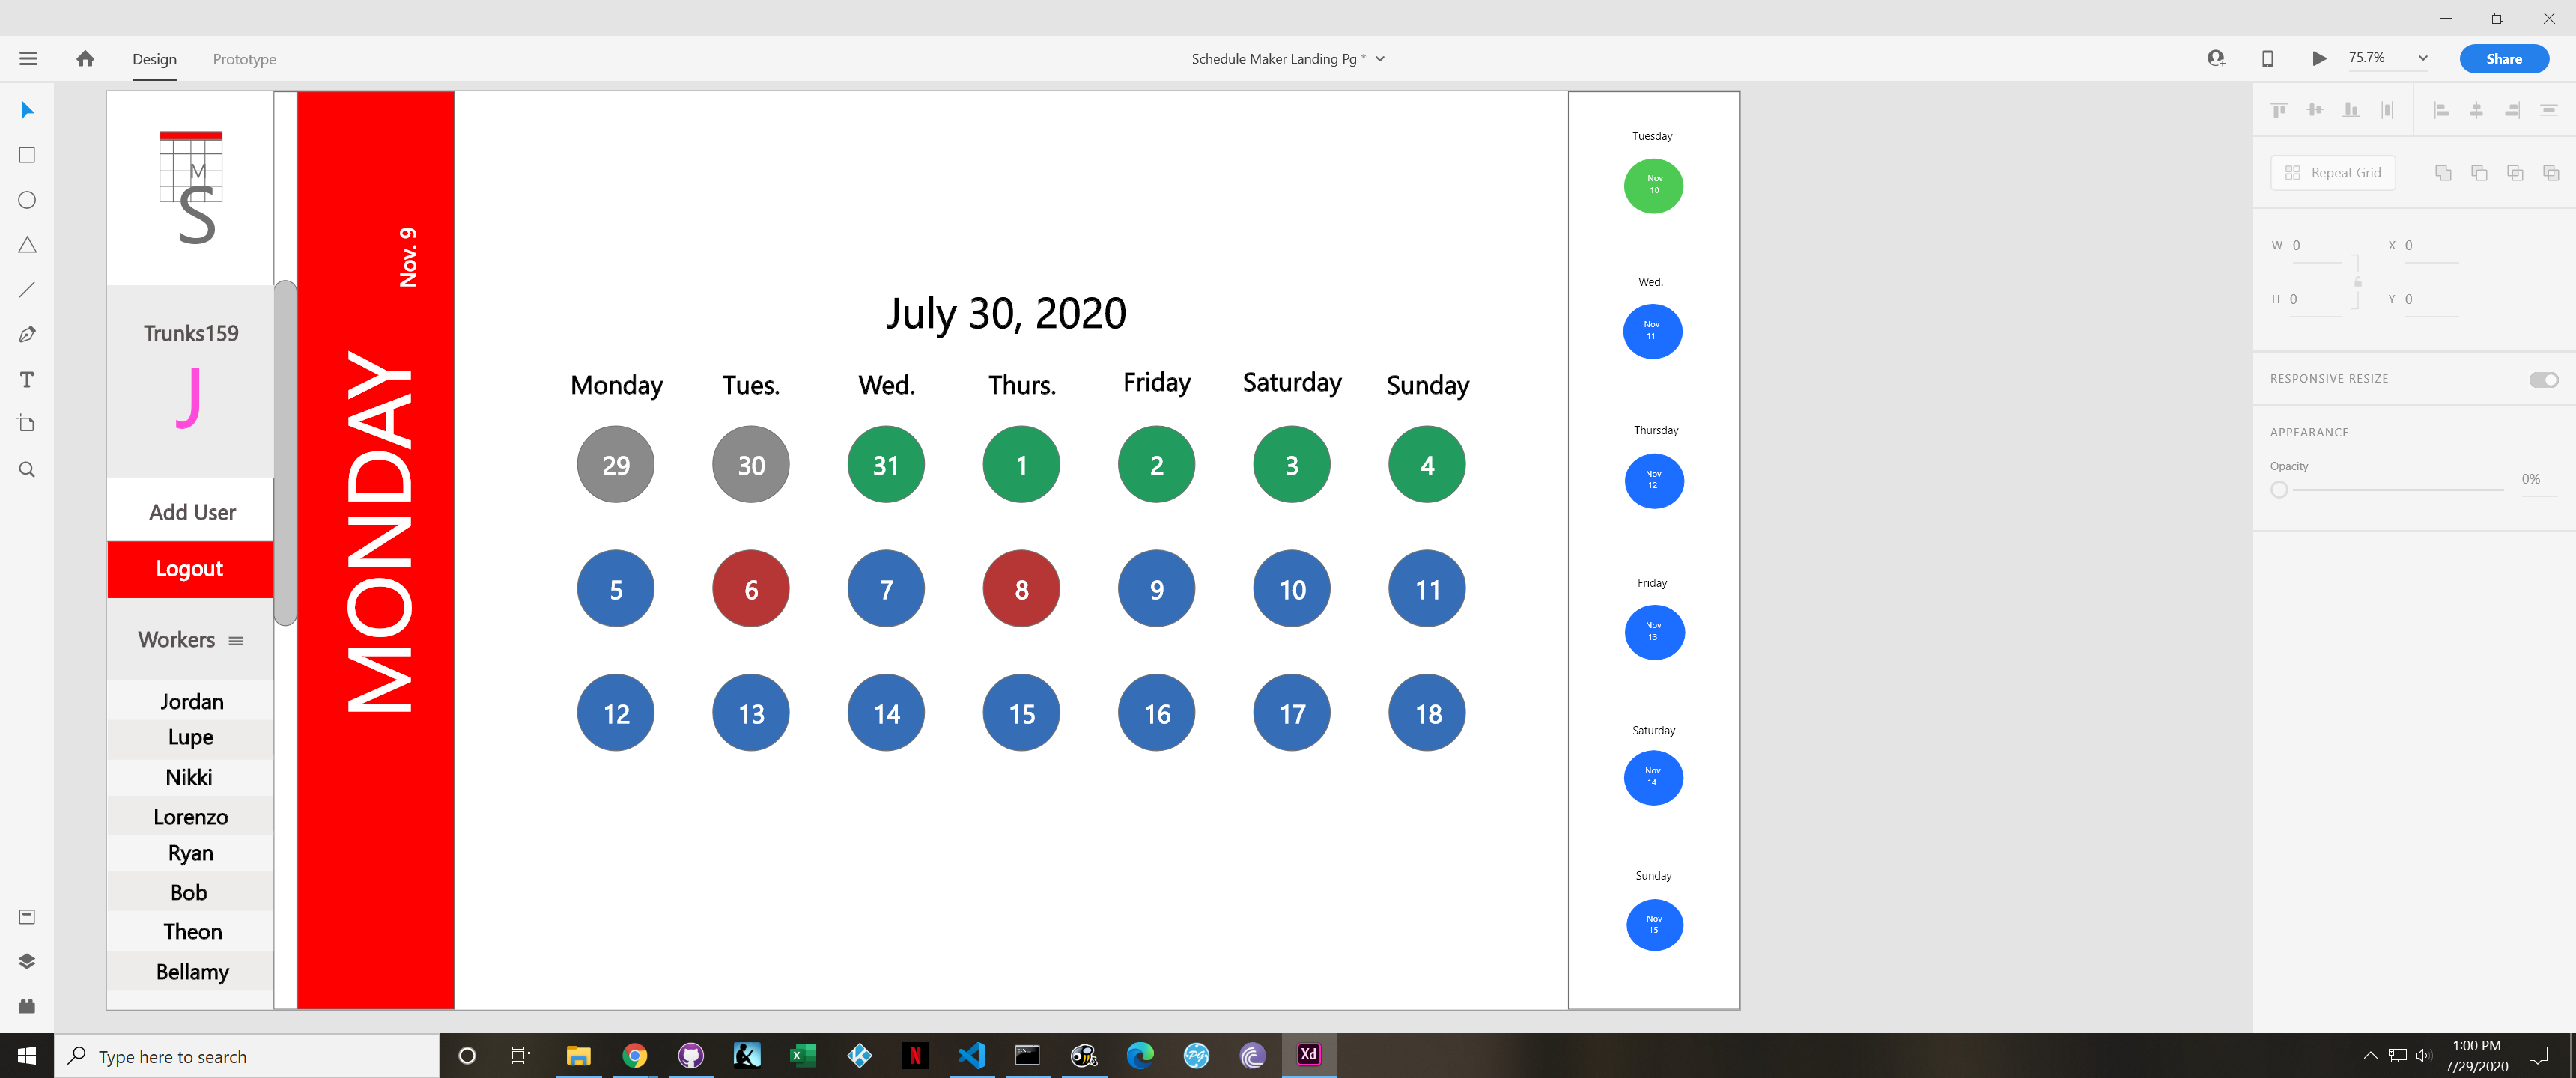 Design
Prototype
Schedule Maker Landing Pg *
75.7%
Share
M
S
Trunks159
J
Add User
Logout
Workers
Jordan
Lupe
Nikki
Lorenzo
Ryan
Bob
Theon
Bellamy
MONDAY
Nov. 9
July 30, 2020
Monday Tues. Wed. Thurs. Friday Saturday Sunday
29 30 31 1 2 3 4
5 6 7 8 9 10 11
12 13 14 15 16 17 18
Tuesday
Nov
10
Wed.
Nov
11
Thursday
Nov
12
Friday
Nov
13
Saturday
Nov
14
Sunday
Nov
15
Repeat Grid
W 0 X 0
H 0 Y 0
RESPONSIVE RESIZE
APPEARANCE
Opacity
0%
T
Type here to search
N
PG
Xd
1:00 PM
7/29/2020